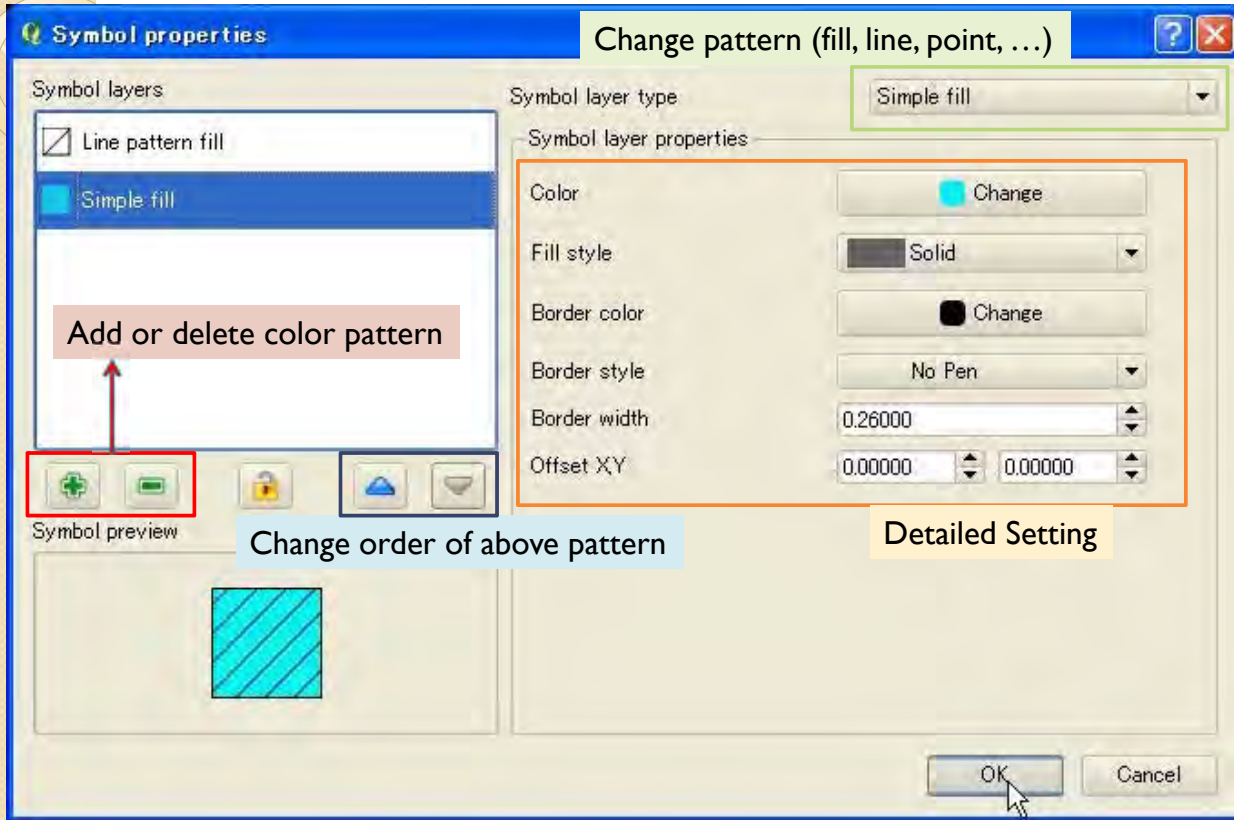 Symbol properties
Change pattern (fill, line, point, …)
Symbol layers
Line pattern fill
Simple fill
Add or delete color pattern
Change order of above pattern
Symbol preview
Symbol layer type
Simple fill
Symbol layer properties
Color
Change
Fill style
Solid
Border color
Change
Border style
No Pen
Border width
0.26000
Offset X,Y
0.00000
0.00000
Detailed Setting
OK
Cancel